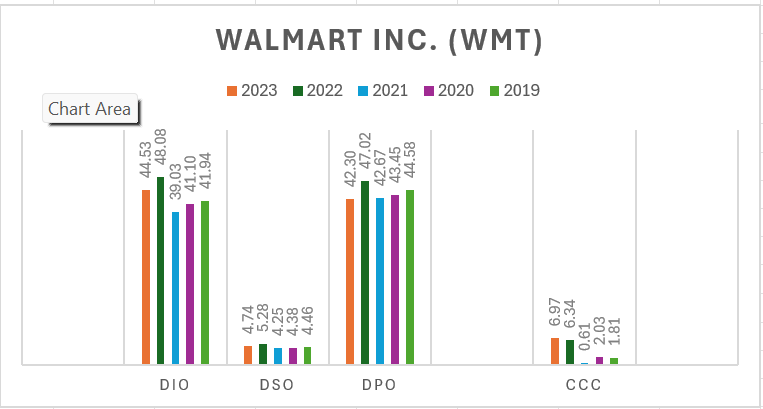 WALMART INC. (WMT)
2023 2022 2021 2020 2019
Chart Area
44.53 48.08 39.03 41.10 41.94
4.74 5.28 4.25 4.38 4.46
42.30 47.02 42.67 43.45 44.58
6.97 6.34 0.61 2.03 1.81
DIO DSO DPO CCC